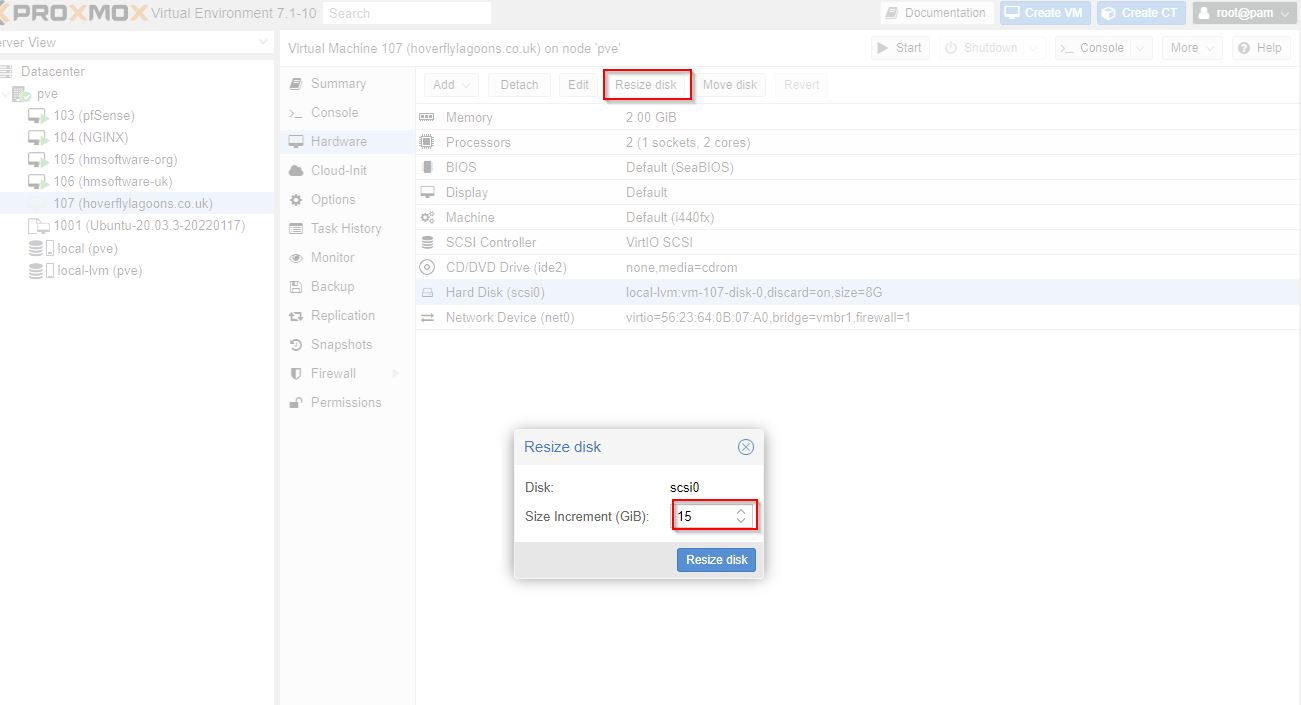 PROXMOX Virtual Environment 7.1-10 Search Documentation Create VM Create CT root@pam
erver View
Datacenter
pve
103 (pfSense)
104 (NGINX)
105 (hmsoftware-org)
106 (hmsoftware-uk)
107 (hoverflylagoons.co.uk)
1001 (Ubuntu-20.03.3-20220117)
local (pve)
local-lvm (pve)
Virtual Machine 107 (hoverflylagoons.co.uk) on node 'pve' Start Shutdown Console More Help
Summary
Console
Hardware
Cloud-Init
Options
Task History
Monitor
Backup
Replication
Snapshots
Firewall
Permissions
Add Detach Edit Resize disk Move disk Revert
Memory 2.00 GiB
Processors 2 (1 sockets, 2 cores)
BIOS Default (SeaBIOS)
Display Default
Machine Default (i440fx)
SCSI Controller VirtIO SCSI
CD/DVD Drive (ide2) none,media=cdrom
Hard Disk (scsi0) local-lvm:vm-107-disk-0,discard=on,size=8G
Network Device (net0) virtio=56:23:64:0B:07:A0,bridge=vmbr1,firewall=1
Resize disk
Disk: scsi0
Size Increment (GiB): 15
Resize disk